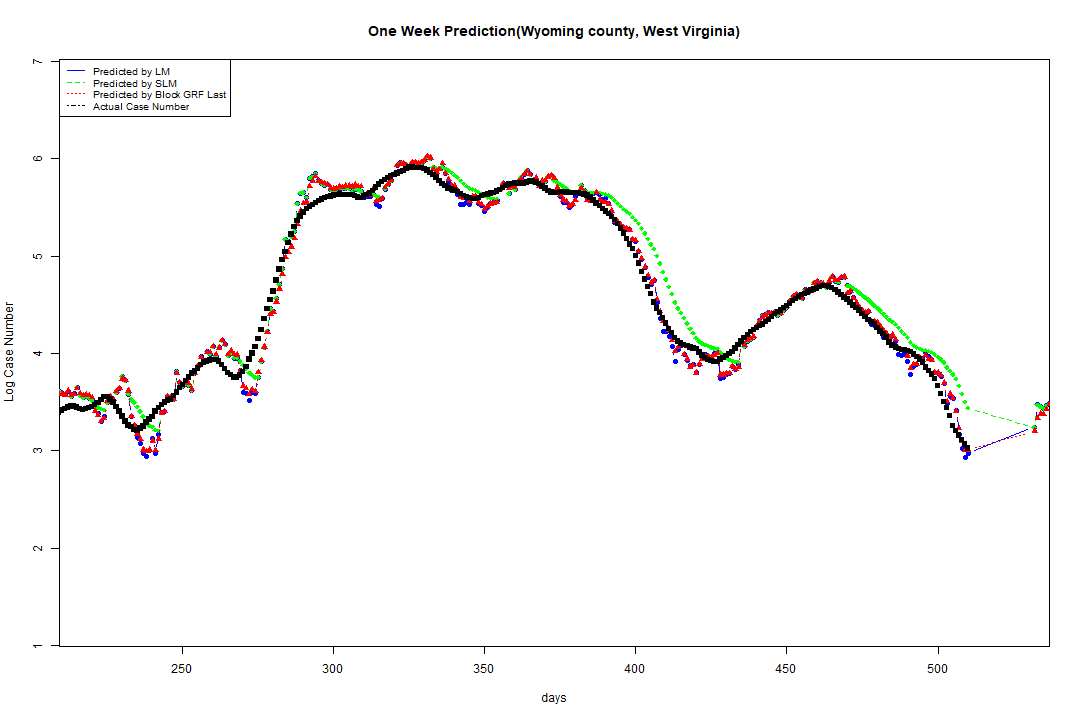 One Week Prediction(Wyoming county, West Virginia)
Predicted by LM
Predicted by SLM
Predicted by Block GRF Last
Actual Case Number
7
6
5
4
3
2
1
Log Case Number
250 300 350 400 450 500
days